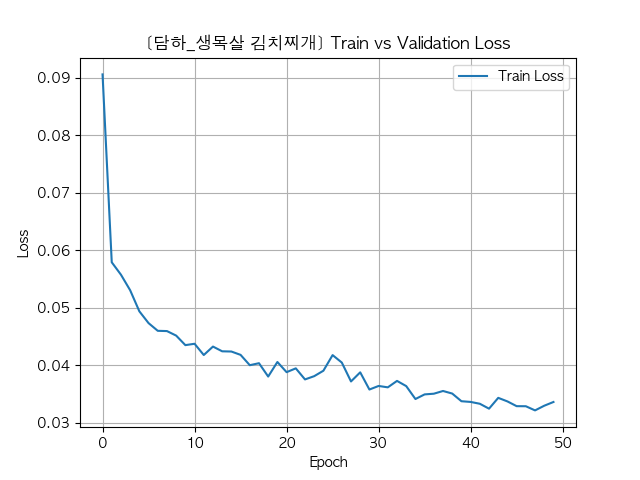 [담하_생목살 김치찌개] Train vs Validation Loss
Train Loss
0.09
0.08
0.07
0.06
0.05
0.04
0.03
Loss
0 10 20 30 40 50
Epoch